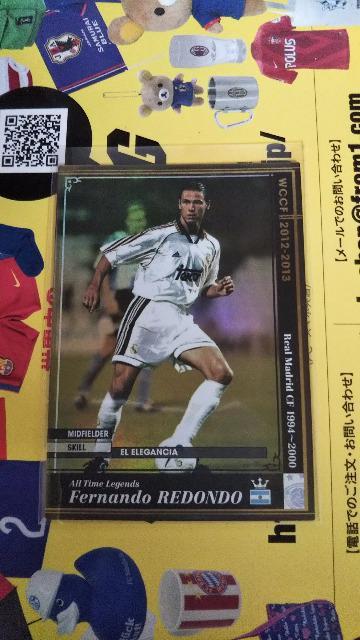 SAMURAI
BLUE
WCCF 2012-2013
Real Madrid CF 1994～2000
MIDFIELDER
SKILL
EL ELEGANCIA
All Time Legends
Fernando REDONDO
【メールでのお問い合わせ】
【電話でのご注文・お問い合わせ】